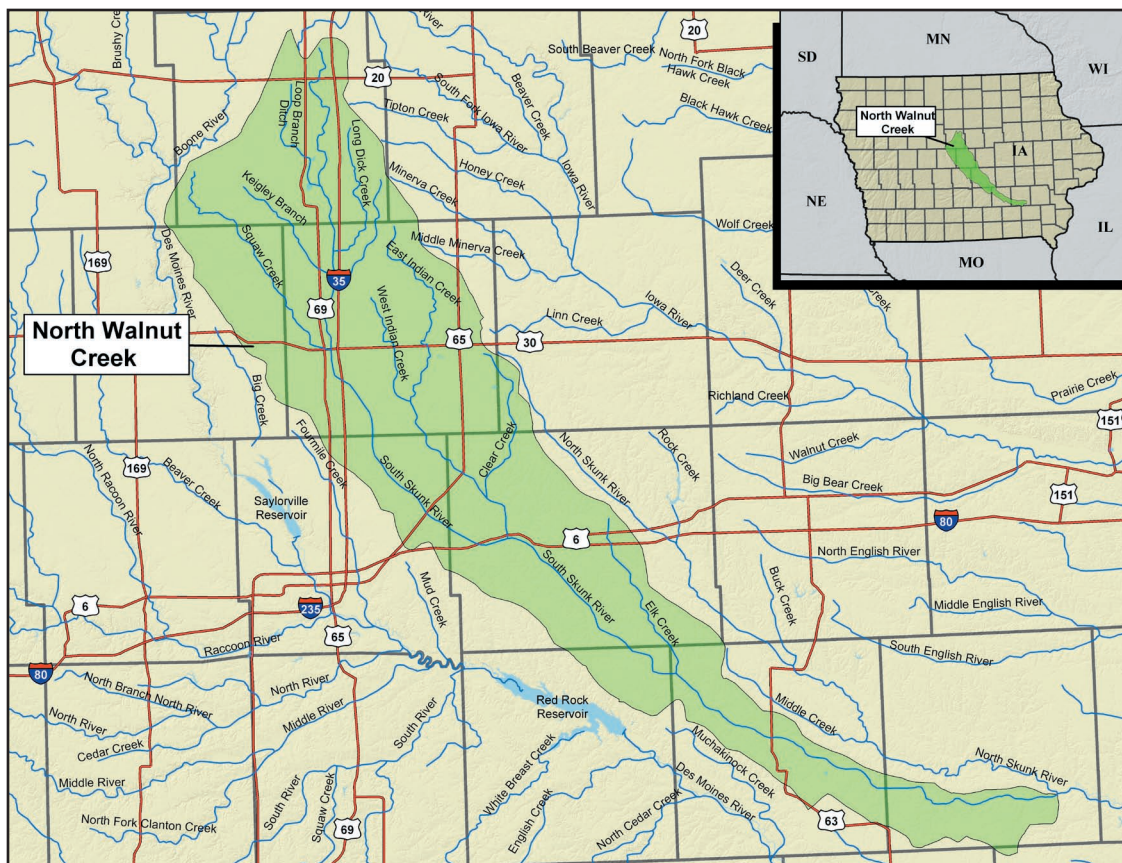 Brushy Cre
Boone River
Loop Branch
Ditch
Long Dick Creek
20
Tipton Creek
South Fork Iowa River
Beaver Creek
South Beaver Creek
20
North Fork Black
Hawk Creek
Black Hawk Creek
Iowa River
Honey Creek
Minerva Creek
Keigley Branch
Wolf Creek
SD
MN
WI
North Walnut
Creek
IA
NE
IL
MO
169
Des Moines River
Squaw Creek
69
35
Middle Minerva Creek
East Indian Creek
West Indian Creek
Iowa River
Deer Creek
Creek
North Walnut
Creek
65
30
Linn Creek
Big Creek
Richland Creek
Prairie Creek
151
169
North Racoon River
Beaver Creek
Fourmile Creek
Saylorville
Reservoir
South Skunk River
Clear Creek
North Skunk River
Rock Creek
Walnut Creek
Big Bear Creek
151
80
6
North English River
6
235
Mud Creek
South Skunk River
Elk Creek
Buck Creek
Middle English River
65
Raccoon River
South English River
80
North Branch North River
North River
North River
Middle River
Cedar Creek
Middle River
South River
Red Rock
Reservoir
Middle Creek
North Skunk River
White Breast Creek
Muchakinock Creek
Des Moines River
South River
Squaw Creek
North Fork Clanton Creek
69
English Creek
North Cedar Creek
63